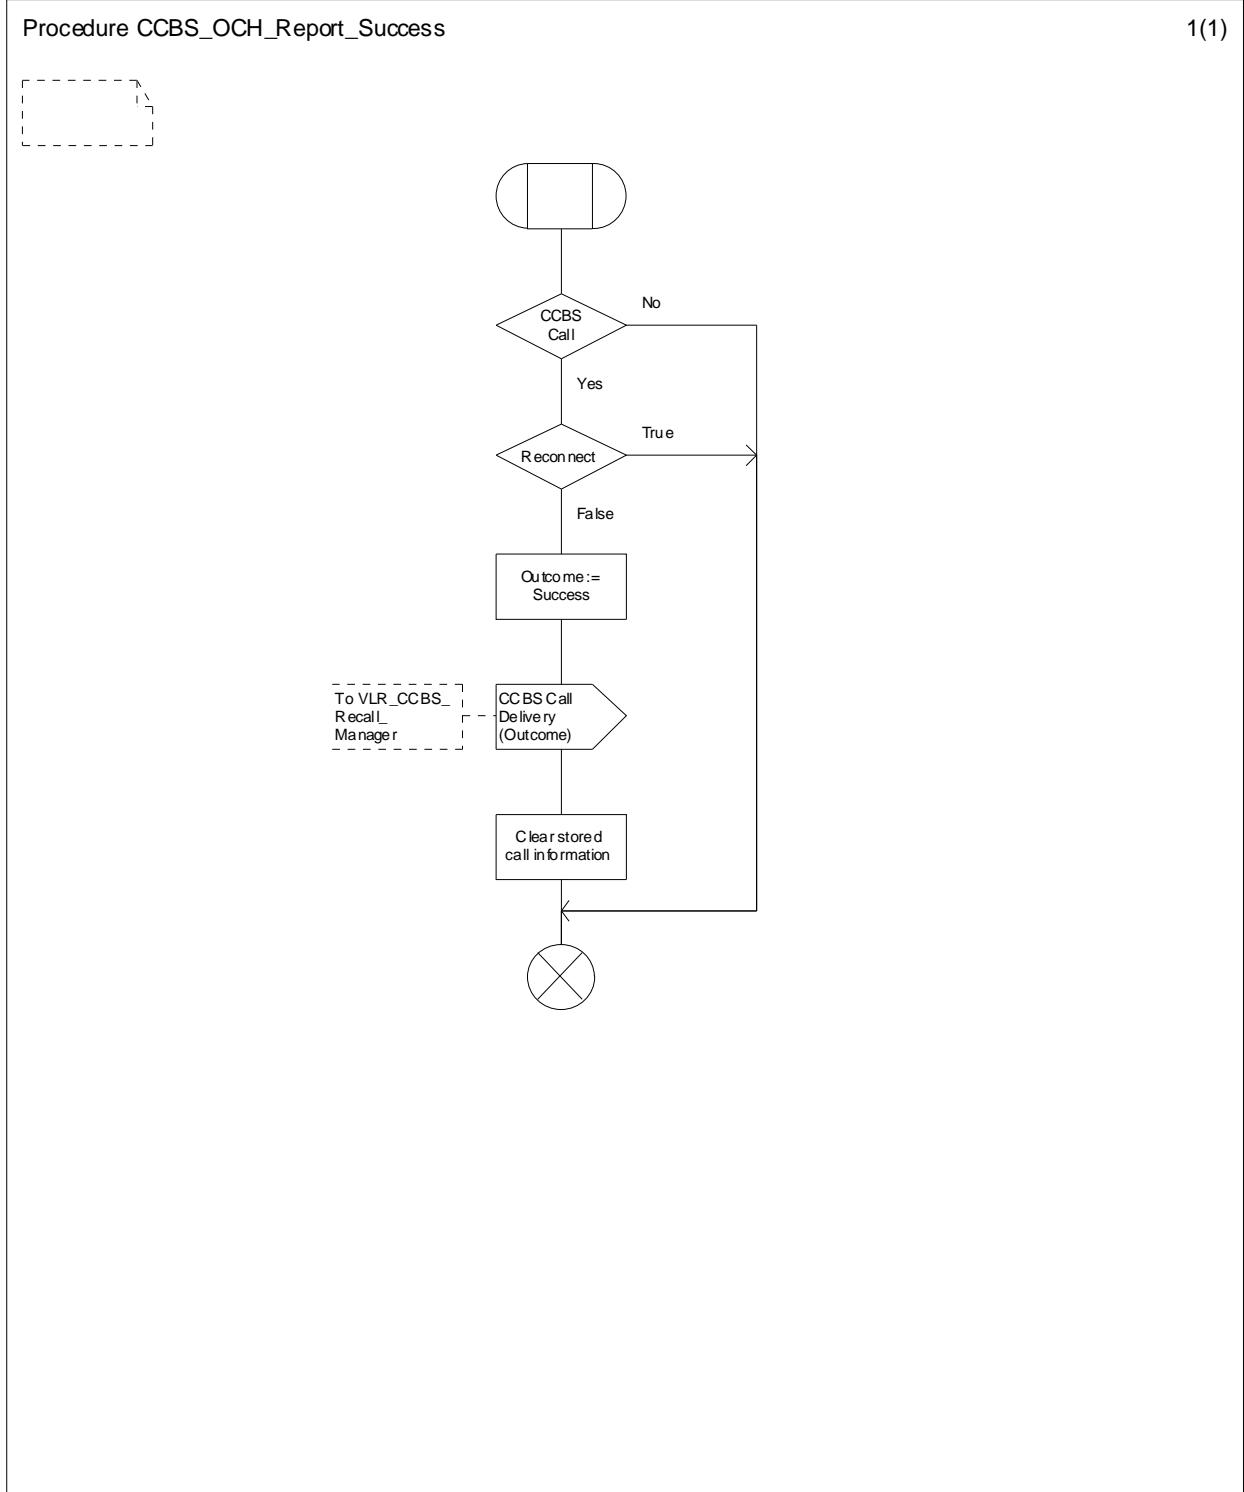 Procedure CCBS_OCH_Report_Success
1(1)
CCBS
Call
No
Yes
Reconnect
True
False
Outcome:=
Success
To VLR_CCBS_
Recall_
Manager
CCBS Call
Delivery
(Outcome)
Clear stored
call information